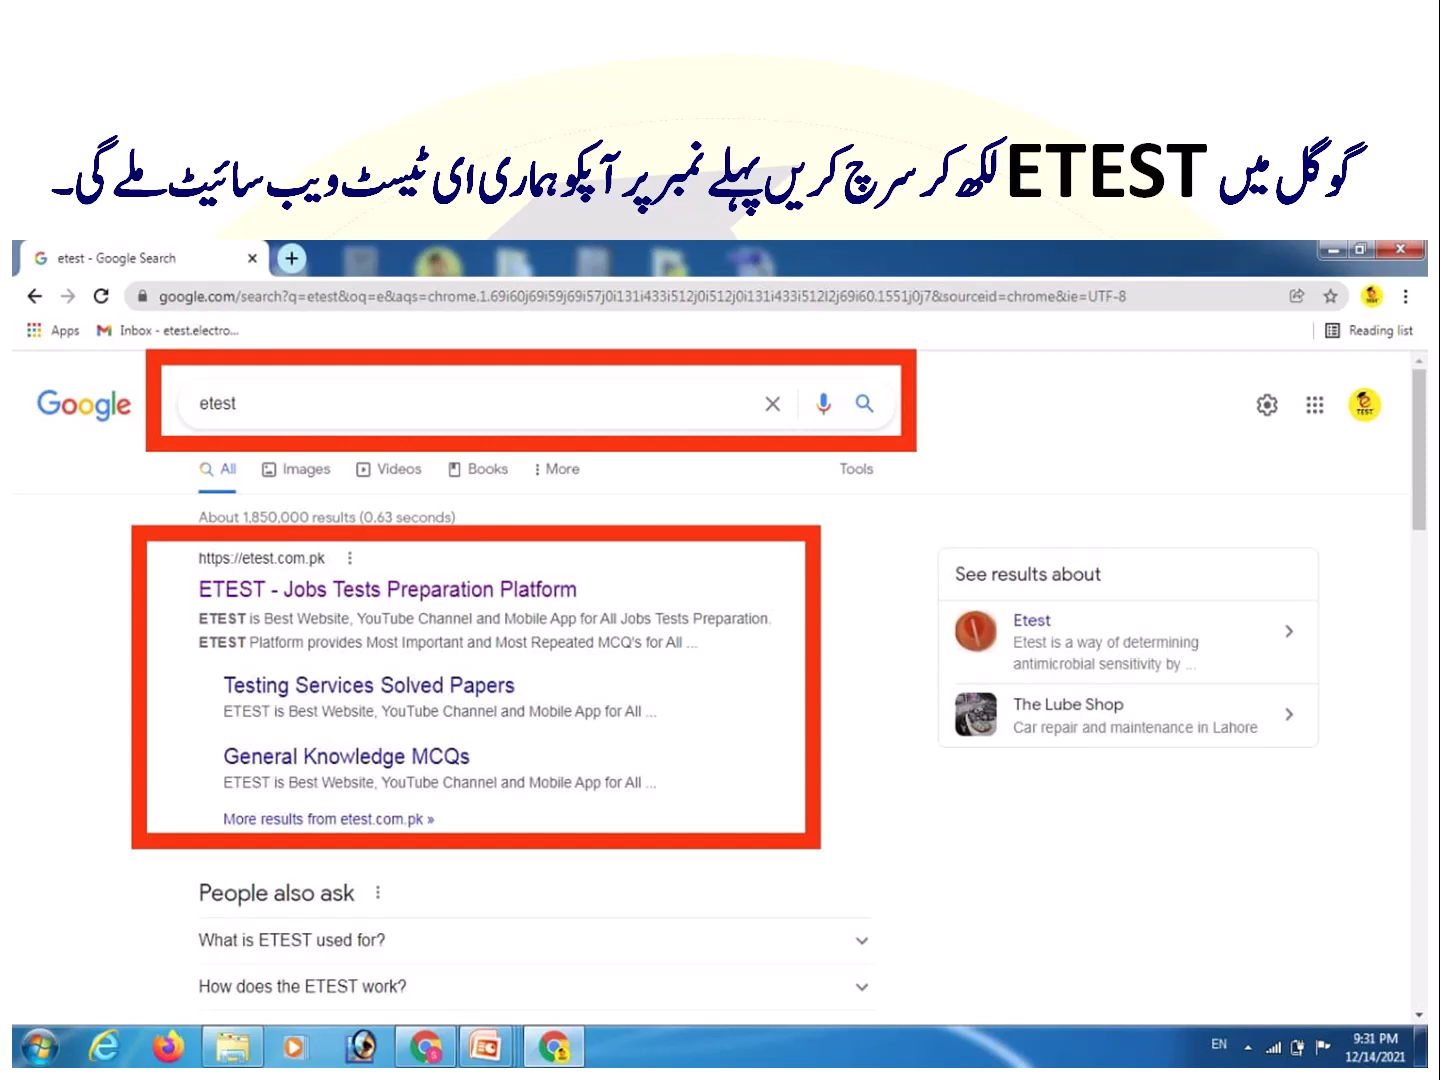 گوگل میں ETEST لکھ کر سرچ کریں پہلے نمبر پر آپکو ہماری ای ٹیسٹ ویب سائیٹ ملے گی۔
etest - Google Search
google.com/search?q=etest&oq=e&aqs=chrome.1.69i60j69i59j69i57j0i131i433i512j0i512j0i131i433i512l2j69i60.1551j0j7&sourceid=chrome&ie=UTF-8
Apps Inbox - etest.electro... Reading list
Google etest
TEST
All Images Videos Books More Tools
About 1,850,000 results (0.63 seconds)
https://etest.com.pk
ETEST - Jobs Tests Preparation Platform
ETEST is Best Website, YouTube Channel and Mobile App for All Jobs Tests Preparation.
ETEST Platform provides Most Important and Most Repeated MCQ's for All ...
Testing Services Solved Papers
ETEST is Best Website, YouTube Channel and Mobile App for All ...
General Knowledge MCQs
ETEST is Best Website, YouTube Channel and Mobile App for All ...
More results from etest.com.pk »
See results about
Etest
Etest is a way of determining
antimicrobial sensitivity by ...
The Lube Shop
Car repair and maintenance in Lahore
People also ask
What is ETEST used for?
How does the ETEST work?
EN 9:31 PM
12/14/2021